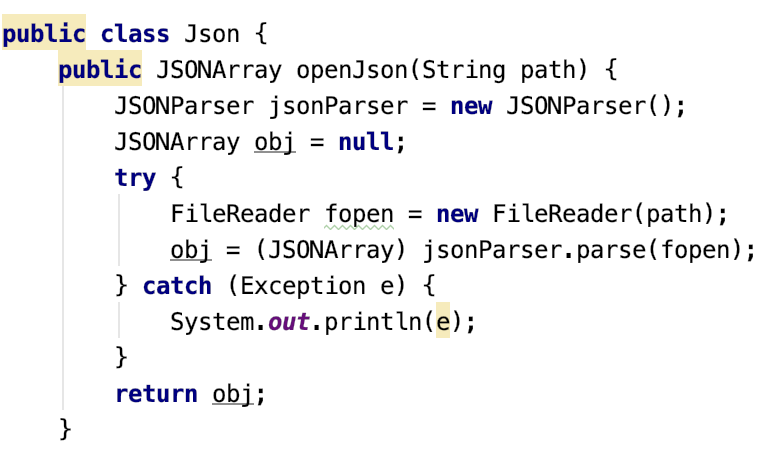 public class Json {
    public JSONArray openJson(String path) {
        JSONParser jsonParser = new JSONParser();
        JSONArray obj = null;
        try {
            FileReader fopen = new FileReader(path);
            obj = (JSONArray) jsonParser.parse(fopen);
        } catch (Exception e) {
            System.out.println(e);
        }
        return obj;
    }